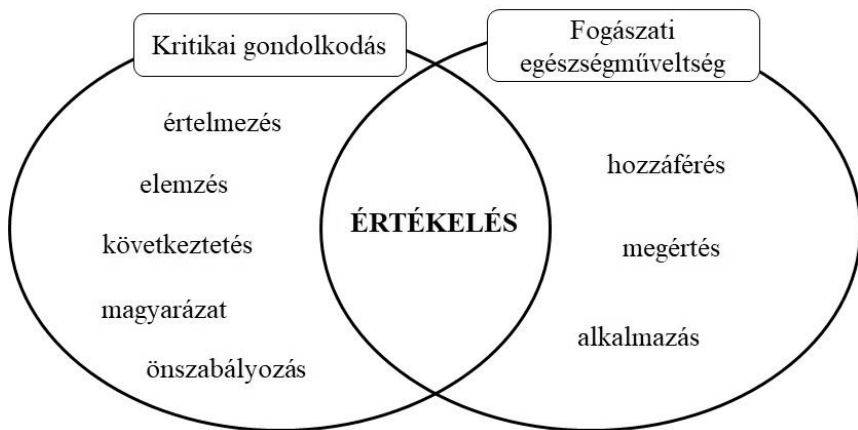 Kritikai gondolkodás
Fogászati
egészségműveltség
értelmezés
elemzés
következtetés
magyarázat
önszabályozás
ÉRTÉKELÉS
hozzáférés
megértés
alkalmazás